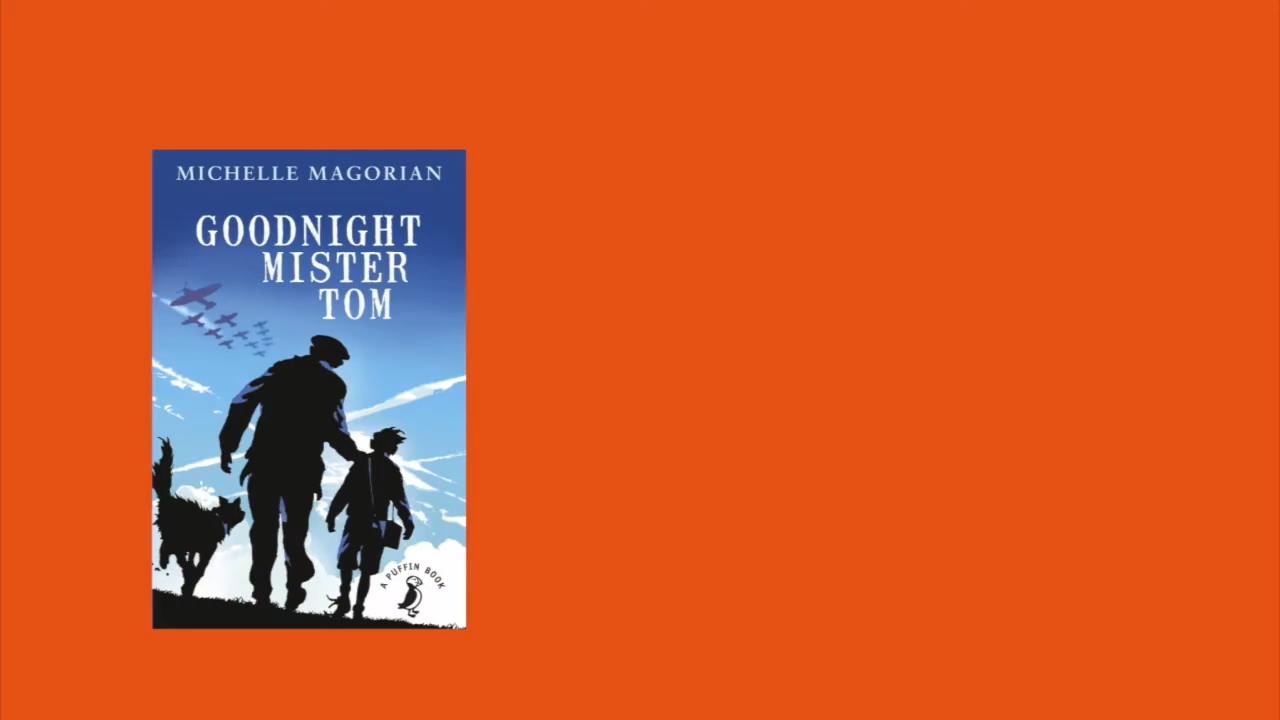 MICHELLE MAGORIAN
GOODNIGHT
MISTER
TOM
A PUFFIN BOOK